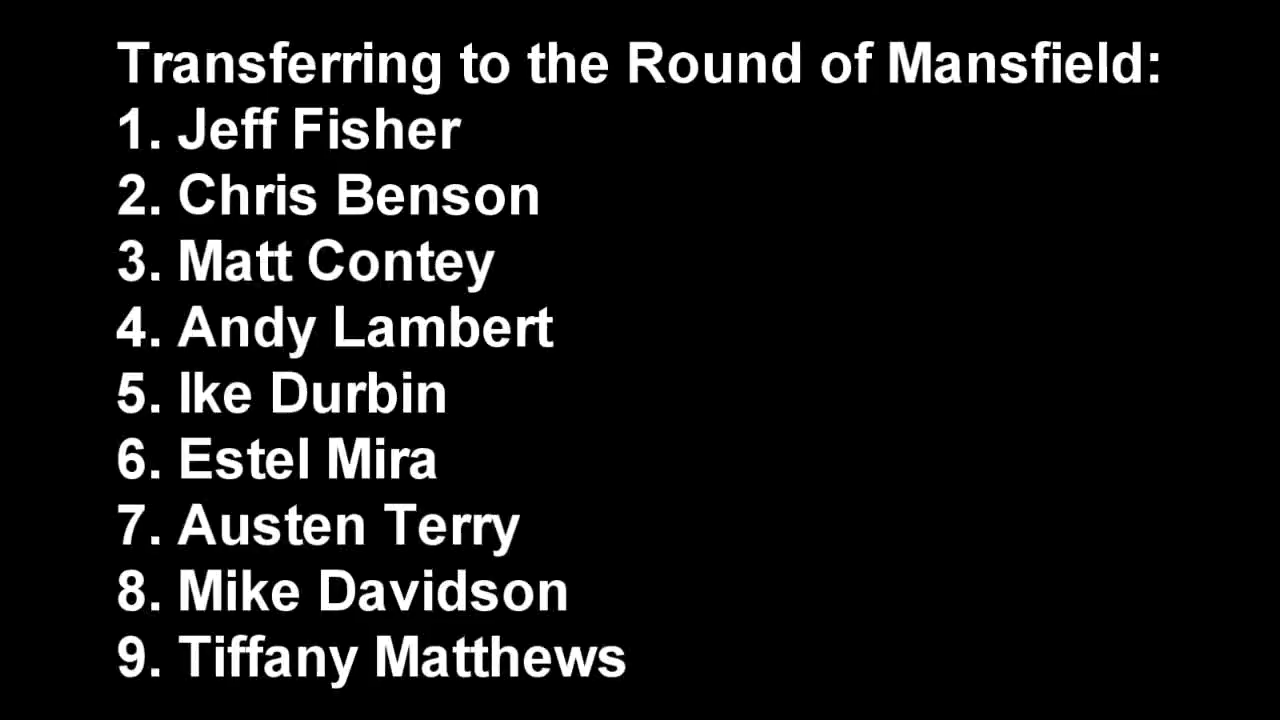 Transferring to the Round of Mansfield:
1. Jeff Fisher
2. Chris Benson
3. Matt Contey
4. Andy Lambert
5. Ike Durbin
6. Estel Mira
7. Austen Terry
8. Mike Davidson
9. Tiffany Matthews